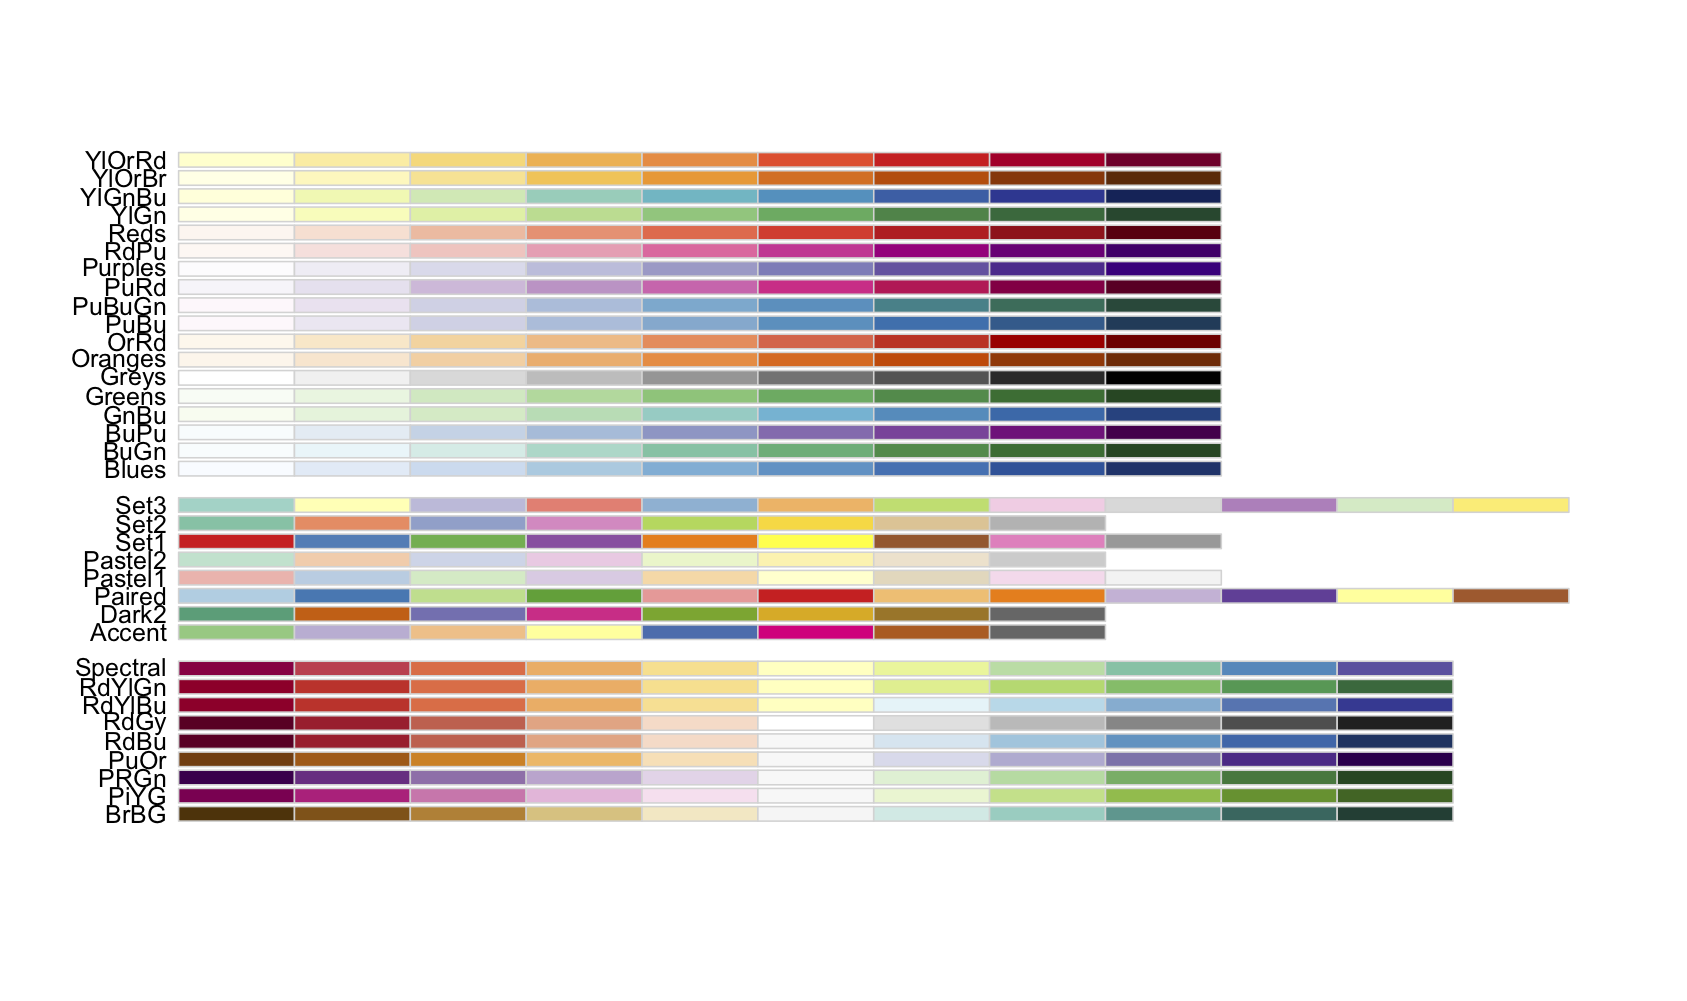 YlOrRd
YlOrBr
YlGnBu
YlGn
Reds
RdPu
Purples
PuRd
PuBuGn
PuBu
OrRd
Oranges
Greys
Greens
GnBu
BuPu
BuGn
Blues
Set3
Set2
Set1
Pastel2
Pastel1
Paired
Dark2
Accent
Spectral
RdYlGn
RdYlBu
RdGy
RdBu
PuOr
PRGn
PiYG
BrBG